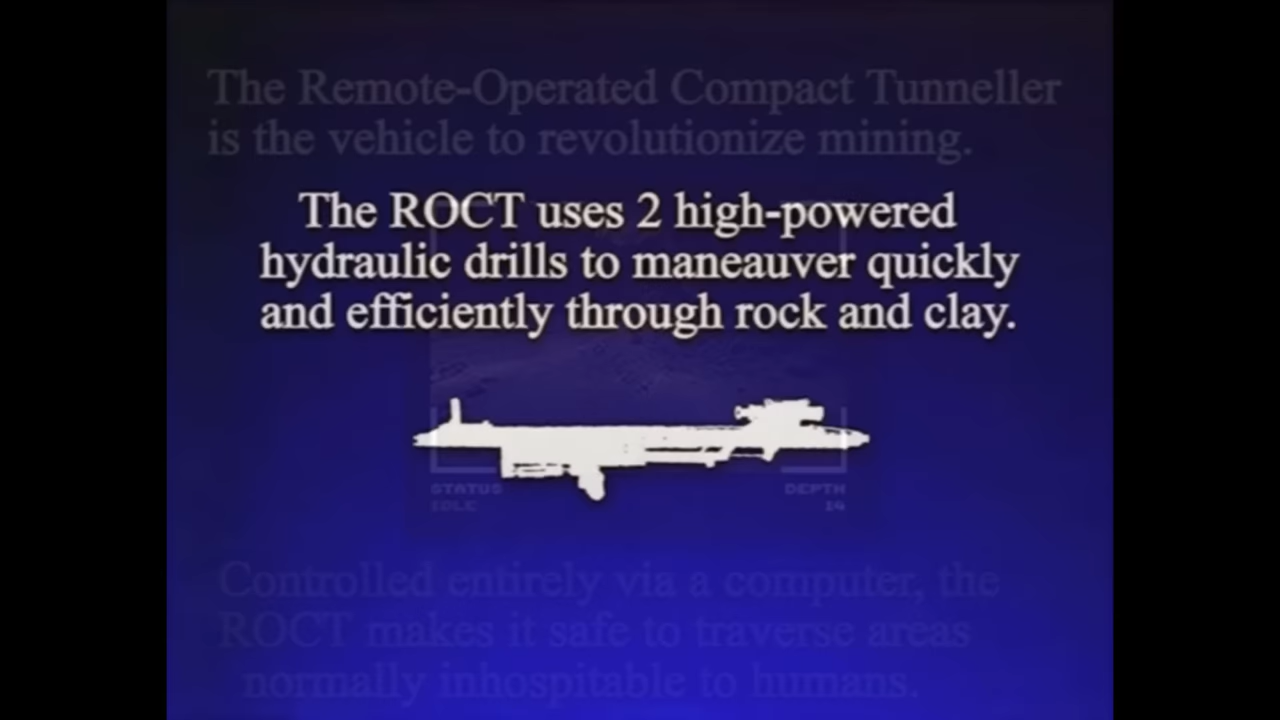 The Remote-Operated Compact Tunneller
is the vehicle to revolutionize mining.
The ROCT uses 2 high-powered
hydraulic drills to maneauver quickly
and efficiently through rock and clay.
STATUS DEPTH
IDLE 14
Controlled entirely via a computer, the
ROCT makes it safe to traverse areas
normally inhospitable to humans.